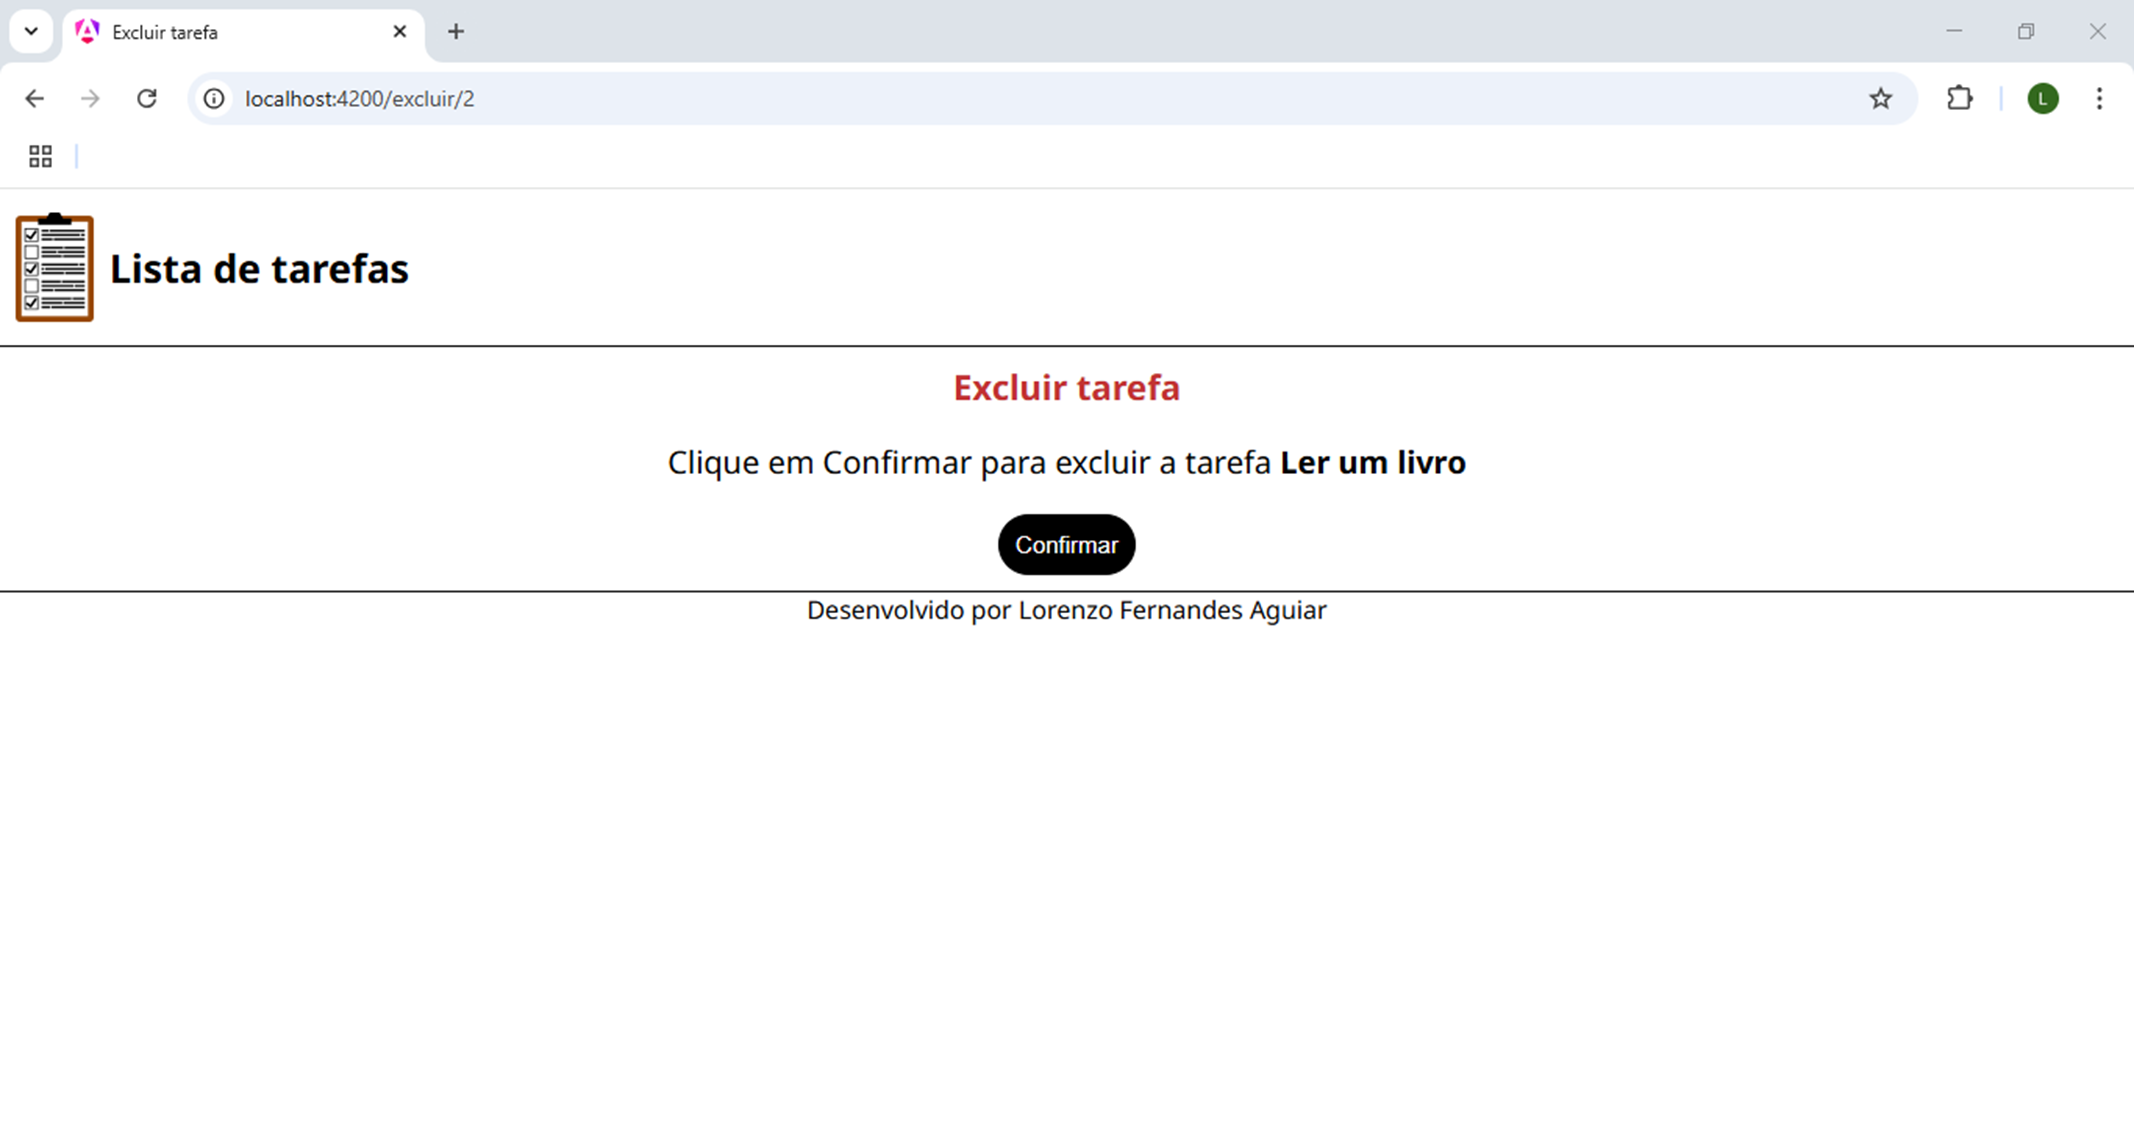 Excluir tarefa
localhost:4200/excluir/2
L
Lista de tarefas
Excluir tarefa
Clique em Confirmar para excluir a tarefa Ler um livro
Confirmar
Desenvolvido por Lorenzo Fernandes Aguiar